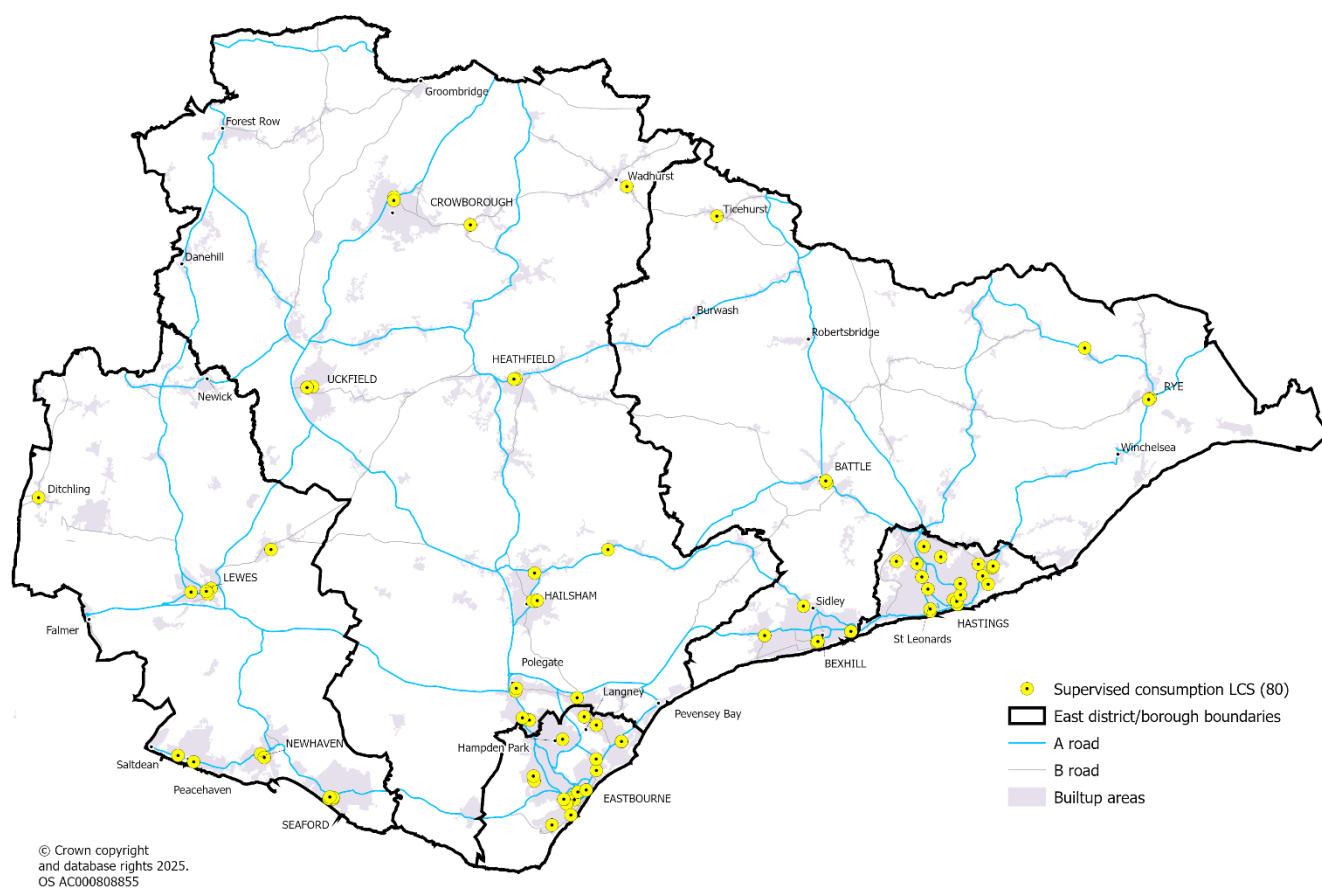 Groombridge
Forest Row
Wadhurst
CROWBOROUGH
Ticehurst
Danehill
Burwash
Robertsbridge
HEATHFIELD
UCKFIELD
Newick
RYE
Winchelsea
BATTLE
Ditchling
LEWES
HAILSHAM
Sidley
Falmer
St Leonards
HASTINGS
BEXHILL
Polegate
Langney
Pevensey Bay
Hampden Park
NEWHAVEN
Saltdean
Peacehaven
EASTBOURNE
SEAFORD
Supervised consumption LCS (80)
East district/borough boundaries
A road
B road
Builtup areas
© Crown copyright
and database rights 2025.
OS AC000808855